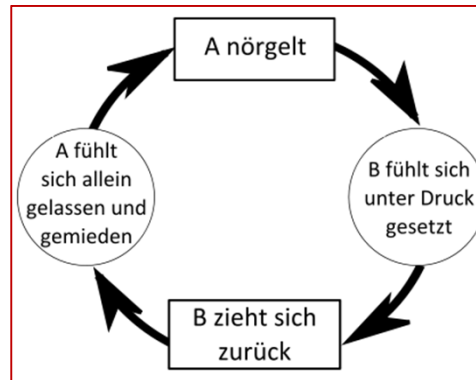 A nörgelt
B fühlt sich
unter Druck
gesetzt
B zieht sich
zurück
A fühlt
sich allein
gelassen und
gemieden